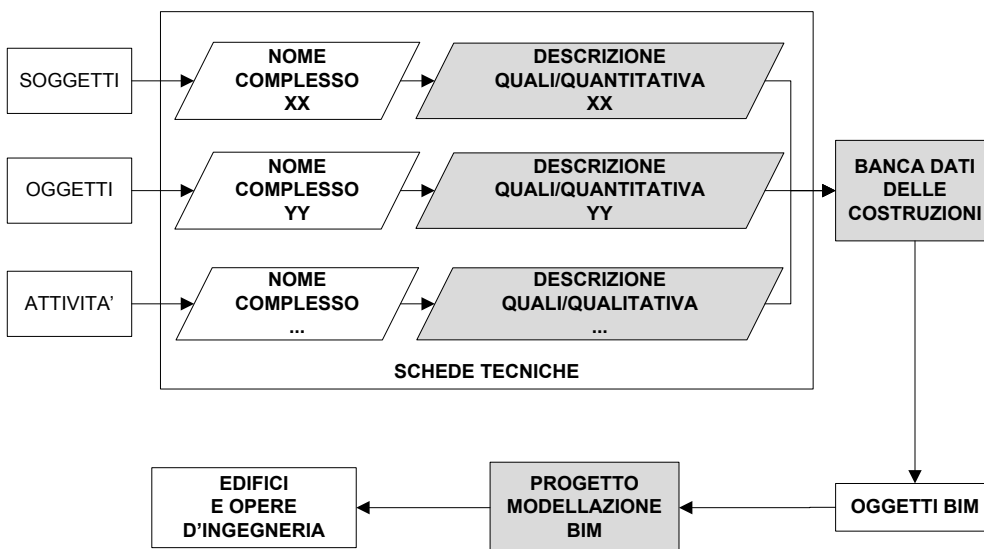 SOGGETTI
NOME
COMPLESSO
XX
DESCRIZIONE
QUALI/QUANTITATIVA
XX
OGGETTI
NOME
COMPLESSO
YY
DESCRIZIONE
QUALI/QUANTITATIVA
YY
BANCA DATI
DELLE
COSTRUZIONI
ATTIVITA'
NOME
COMPLESSO
...
DESCRIZIONE
QUALI/QUALITATIVA
...
SCHEDE TECNICHE
EDIFICI
E OPERE
D'INGEGNERIA
PROGETTO
MODELLAZIONE
BIM
OGGETTI BIM